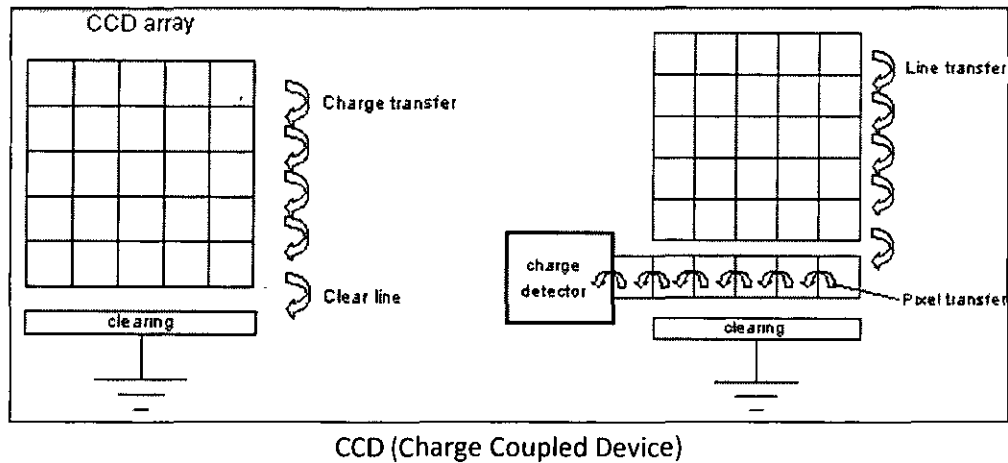 CCD array
Charge transfer
Clear line
clearing
Line transfer
charge
detector
Pixel transfer
clearing
CCD (Charge Coupled Device)